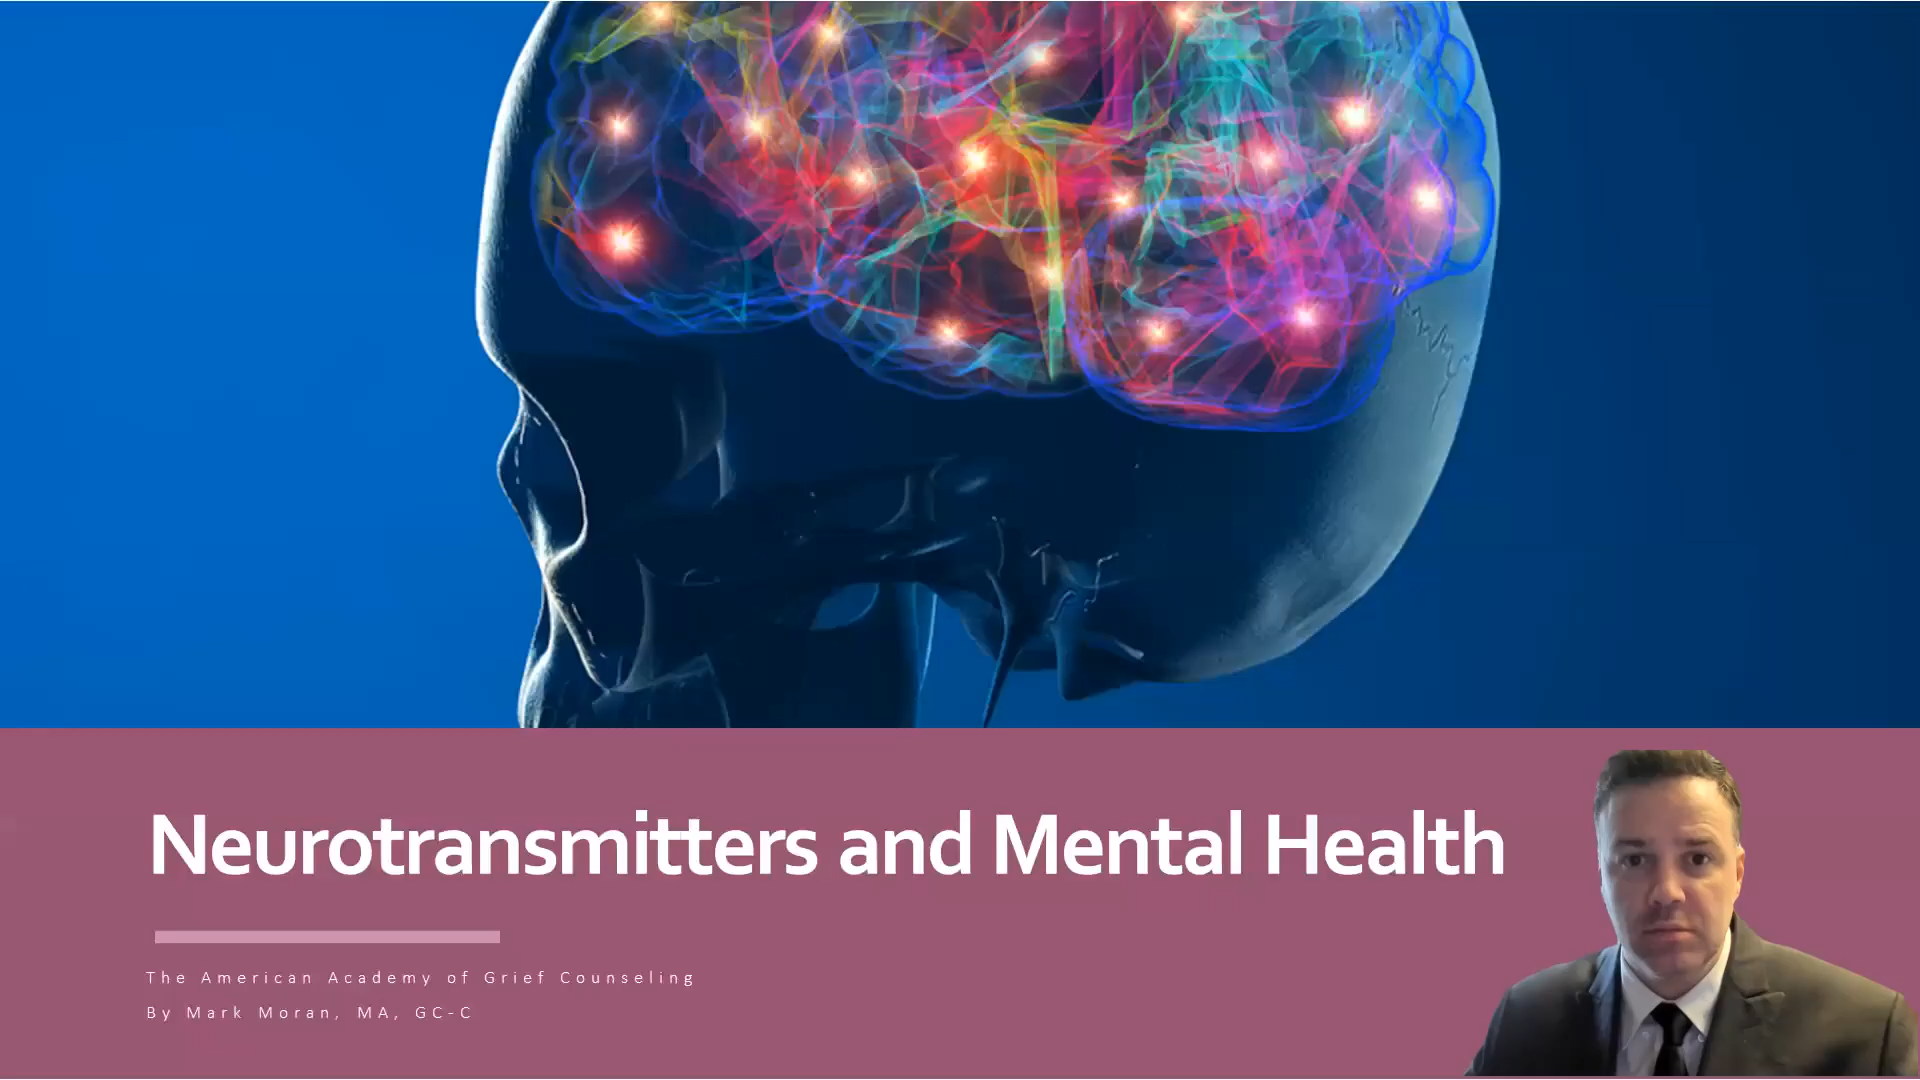 Neurotransmitters and Mental Health
The American Academy of Grief Counseling
By Mark Moran, MA, GC-C